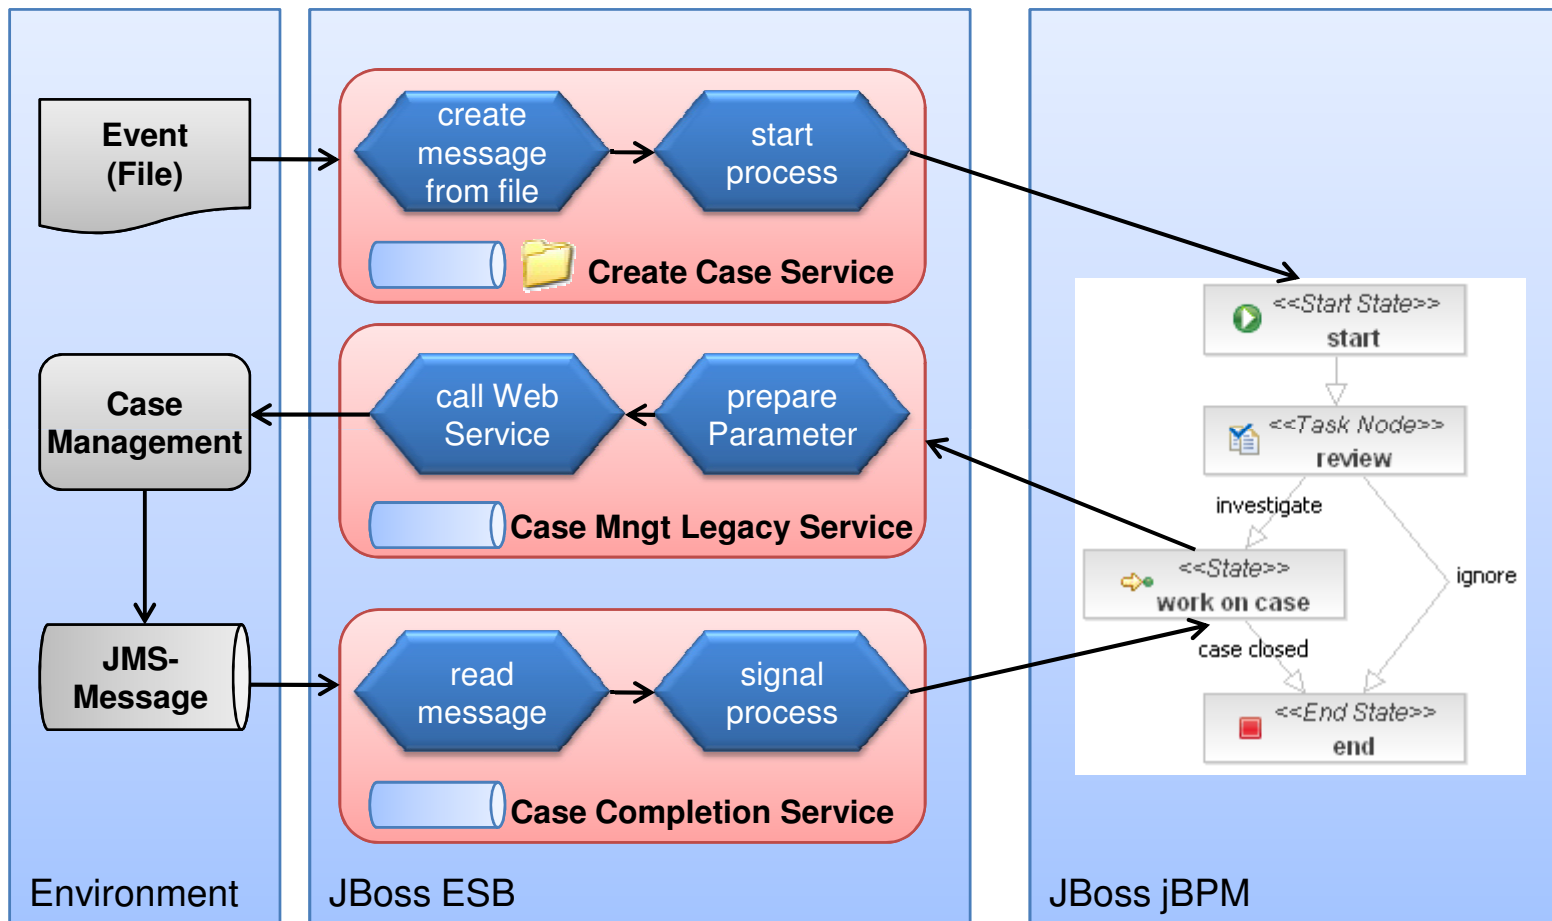 Event
(File)
create
message
from file
start
process
Create Case Service
Case
Management
call Web
Service
prepare
Parameter
Case Mngt Legacy Service
JMS-
Message
read
message
signal
process
Case Completion Service
<<Start State>>
start
<<Task Node>>
review
investigate
ignore
<<State>>
work on case
case closed
<<End State>>
end
Environment
JBoss ESB
JBoss jBPM